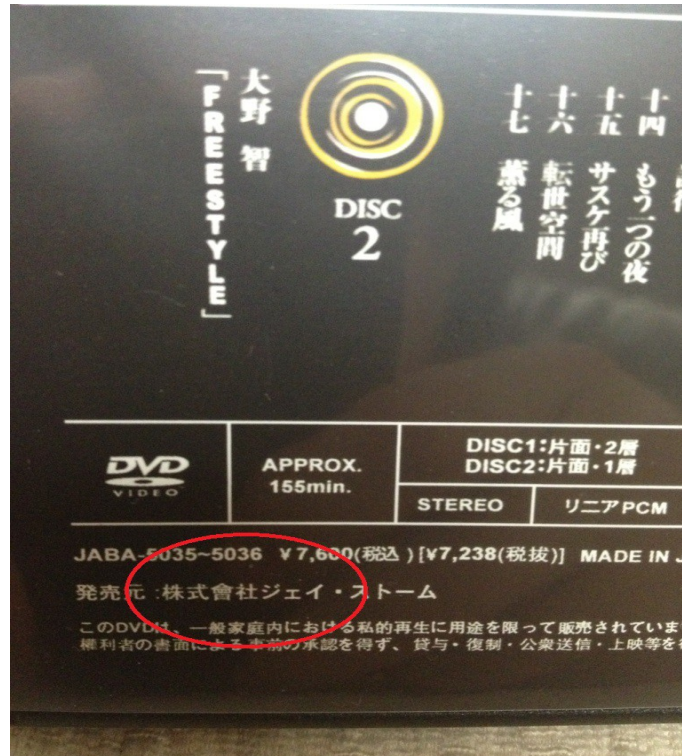 十四 もう一つの夜
十五 サスケ再び
十六 転世空間
十七 薫る風
DISC
2
大野 智
「FREESTYLE」
DVD
VIDEO
APPROX.
155min.
DISC1:片面・2層
DISC2:片面・1層
STEREO
リニアPCM
JABA-5035~5036 ¥7,600(税込)[¥7,238(税抜)] MADE IN
発売元:株式會社ジェイ・ストーム
このDVDは、一般家庭内における私的再生に用途を限って販売されていま
権利者の書面による事前の承認を得ず、貸与・復制・公衆送信・上映等を